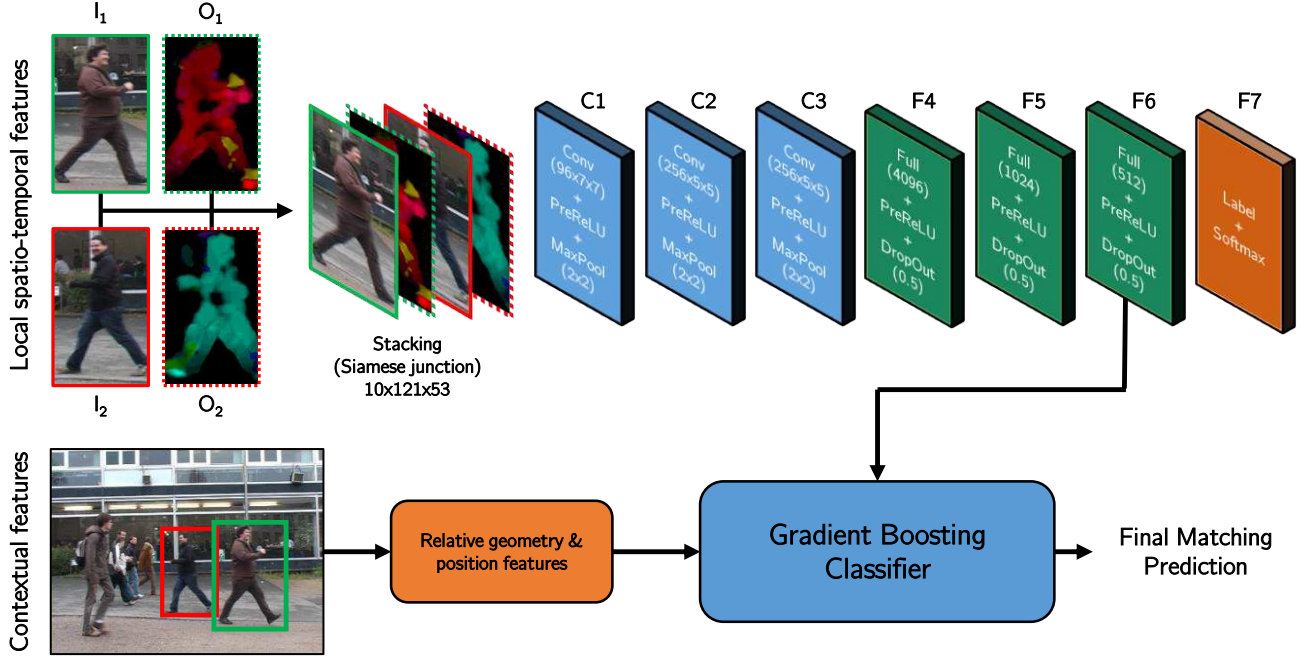 Local spatio-temporal features
I1
O1
I2
O2
Stacking
(Siamese junction)
10x121x53
C1
Conv
(96x7x7)
+
PreReLU
+
MaxPool
(2x2)
C2
Conv
(256x5x5)
+
PreReLU
+
MaxPool
(2x2)
C3
Conv
(256x5x5)
+
PreReLU
+
MaxPool
(2x2)
F4
Full
(4096)
+
PreReLU
+
DropOut
(0.5)
F5
Full
(1024)
+
PreReLU
+
DropOut
(0.5)
F6
Full
(512)
+
PreReLU
+
DropOut
(0.5)
F7
Label
+
Softmax
Contextual features
Relative geometry &
position features
Gradient Boosting
Classifier
Final Matching
Prediction